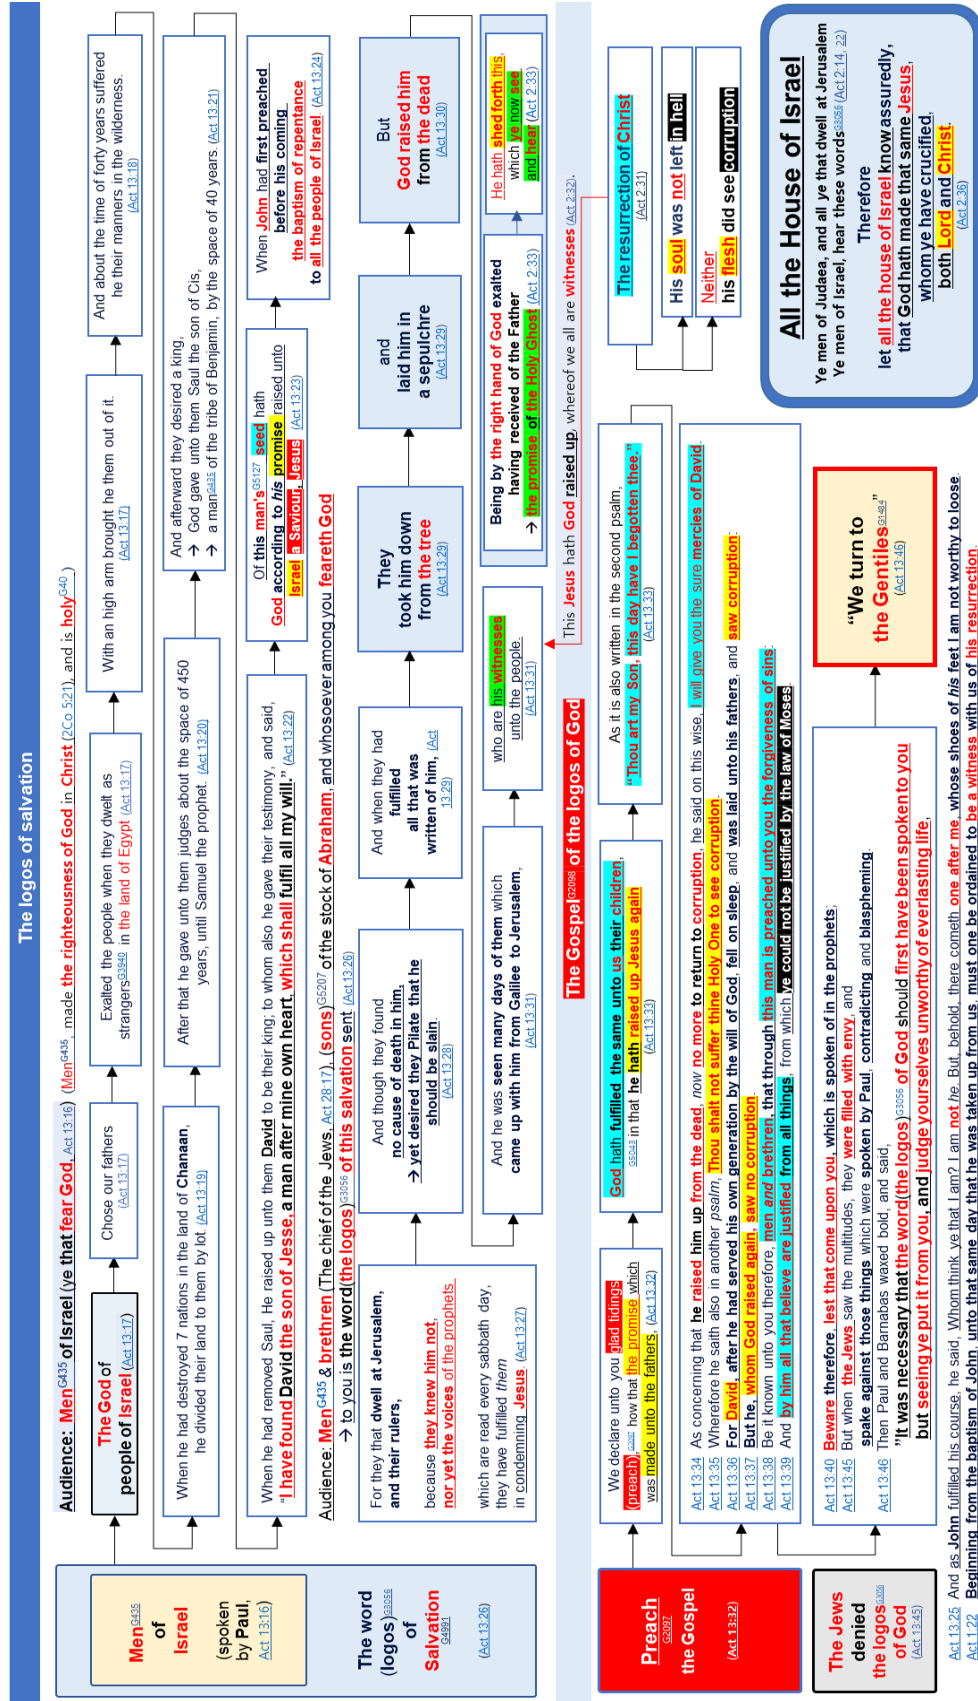 The logos of salvation
Audience: Men G435 of Israel (ye that fear God, Act 13:16) (Men G435, made the righteousness of God in Christ (2Co 5:21), and is holy G40)
Men G435
of
Israel
(spoken
by Paul,
Act 13:16)
The God of
people of Israel (Act 13:17)
Chose our fathers
(Act 13:17)
Exalted the people when they dwelt as
strangers G3940 in the land of Egypt (Act 13:17)
With an high arm brought he them out of it.
(Act 13:17)
And about the time of forty years suffered
he their manners in the wilderness.
(Act 13:18)
When he had destroyed 7 nations in the land of Chanaan,
he divided their land to them by lot. (Act 13:19)
After that he gave unto them judges about the space of 450
years, until Samuel the prophet. (Act 13:20)
And afterward they desired a king,
→ God gave unto them Saul the son of Cis,
→ a man G435 of the tribe of Benjamin, by the space of 40 years. (Act 13:21)
When he had removed Saul, He raised up unto them David to be their king; to whom also he gave their testimony, and said,
“I have found David the son of Jesse, a man after mine own heart, which shall fulfil all my will.” (Act 13:22)
Of this man's G5127 seed hath
God according to his promise raised unto
Israel a Saviour, Jesus (Act 13:23)
When John had first preached
before his coming
the baptism of repentance
to all the people of Israel. (Act 13:24)
The word
(logos) G3056
of
Salvation
G4991
(Act 13:26)
Audience: Men G435 & brethren (The chief of the Jews, Act 28:17), (sons) G5207 of the stock of Abraham, and whosoever among you feareth God
→ to you is the word(the logos) G3056 of this salvation sent (Act 13:26)
For they that dwell at Jerusalem,
and their rulers,
because they knew him not,
nor yet the voices of the prophets
which are read every sabbath day,
they have fulfilled them
in condemning Jesus. (Act 13:27)
And though they found
no cause of death in him,
→ yet desired they Pilate that he
should be slain.
(Act 13:28)
And when they had
fulfilled
all that was
written of him, (Act
13:29)
They
took him down
from the tree
(Act 13:29)
and
laid him in
a sepulchre
(Act 13:29)
But
God raised him
from the dead
(Act 13:30)
And he was seen many days of them which
came up with him from Galilee to Jerusalem,
(Act 13:31)
who are his witnesses
unto the people.
(Act 13:31)
Being by the right hand of God exalted
having received of the Father
→ the promise of the Holy Ghost (Act 2:33)
He hath shed forth this,
which ye now see
and hear (Act 2:33)
The Gospel G2098 of the logos of God
This Jesus hath God raised up, whereof we all are witnesses (Act 2:32).
Preach
G2097
the Gospel
(Act 13:32)
We declare unto you glad tidings
(preach), G2097 how that the promise which
was made unto the fathers, (Act 13:32)
God hath fulfilled the same unto us their children,
G5043 in that he hath raised up Jesus again
(Act 13:33)
As it is also written in the second psalm,
“Thou art my Son, this day have I begotten thee.”
(Act 13:33)
The resurrection of Christ
(Act 2:31)
His soul was not left in hell
Neither
his flesh did see corruption
Act 13:34 As concerning that he raised him up from the dead, now no more to return to corruption, he said on this wise, I will give you the sure mercies of David.
Act 13:35 Wherefore he saith also in another psalm, Thou shalt not suffer thine Holy One to see corruption.
Act 13:36 For David, after he had served his own generation by the will of God, fell on sleep, and was laid unto his fathers, and saw corruption:
Act 13:37 But he, whom God raised again, saw no corruption.
Act 13:38 Be it known unto you therefore, men and brethren, that through this man is preached unto you the forgiveness of sins:
Act 13:39 And by him all that believe are justified from all things, from which ye could not be justified by the law of Moses.
The Jews
denied
the logos G3056
of God
(Act 13:45)
Act 13:40 Beware therefore, lest that come upon you, which is spoken of in the prophets;
Act 13:45 But when the Jews saw the multitudes, they were filled with envy, and
spake against those things which were spoken by Paul, contradicting and blaspheming.
Act 13:46 Then Paul and Barnabas waxed bold, and said,
"It was necessary that the word(the logos) G3056 of God should first have been spoken to you
but seeing ye put it from you, and judge yourselves unworthy of everlasting life,
“We turn to
the Gentiles G1484”
(Act 13:46)
All the House of Israel
Ye men of Judaea, and all ye that dwell at Jerusalem
Ye men of Israel, hear these words G3056 (Act 2:14, 22)
Therefore
let all the house of Israel know assuredly,
that God hath made that same Jesus,
whom ye have crucified,
both Lord and Christ.
(Act 2:36)
Act 13:25 And as John fulfilled his course, he said, Whom think ye that I am? I am not he. But, behold, there cometh one after me, whose shoes of his feet I am not worthy to loose.
Act 1:22 Beginning from the baptism of John, unto that same day that he was taken up from us, must one be ordained to be a witness with us of his resurrection.